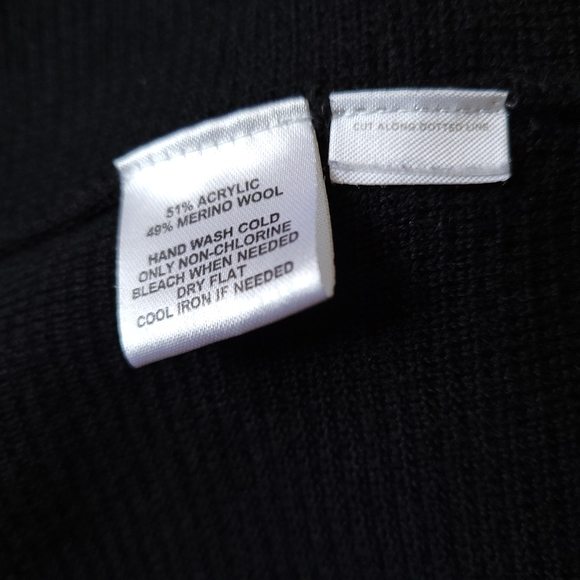 51% ACRYLIC
49% MERINO WOOL
HAND WASH COLD
ONLY NON-CHLORINE
BLEACH WHEN NEEDED
DRY FLAT
COOL IRON IF NEEDED
CUT ALONG DOTTED LINE